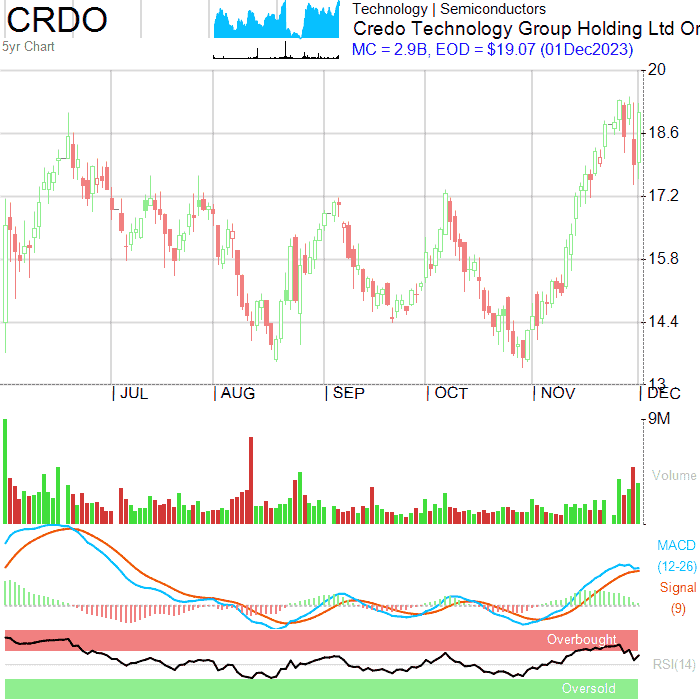 CRDO
5yr Chart
Technology | Semiconductors
Credo Technology Group Holding Ltd Or
MC = 2.9B, EOD = $19.07 (01Dec2023)
20
18.6
17.2
15.8
14.4
13
JUL AUG SEP OCT NOV DEC
9M
Volume
MACD
(12-26)
Signal
(9)
Overbought
RSI(14)
Oversold